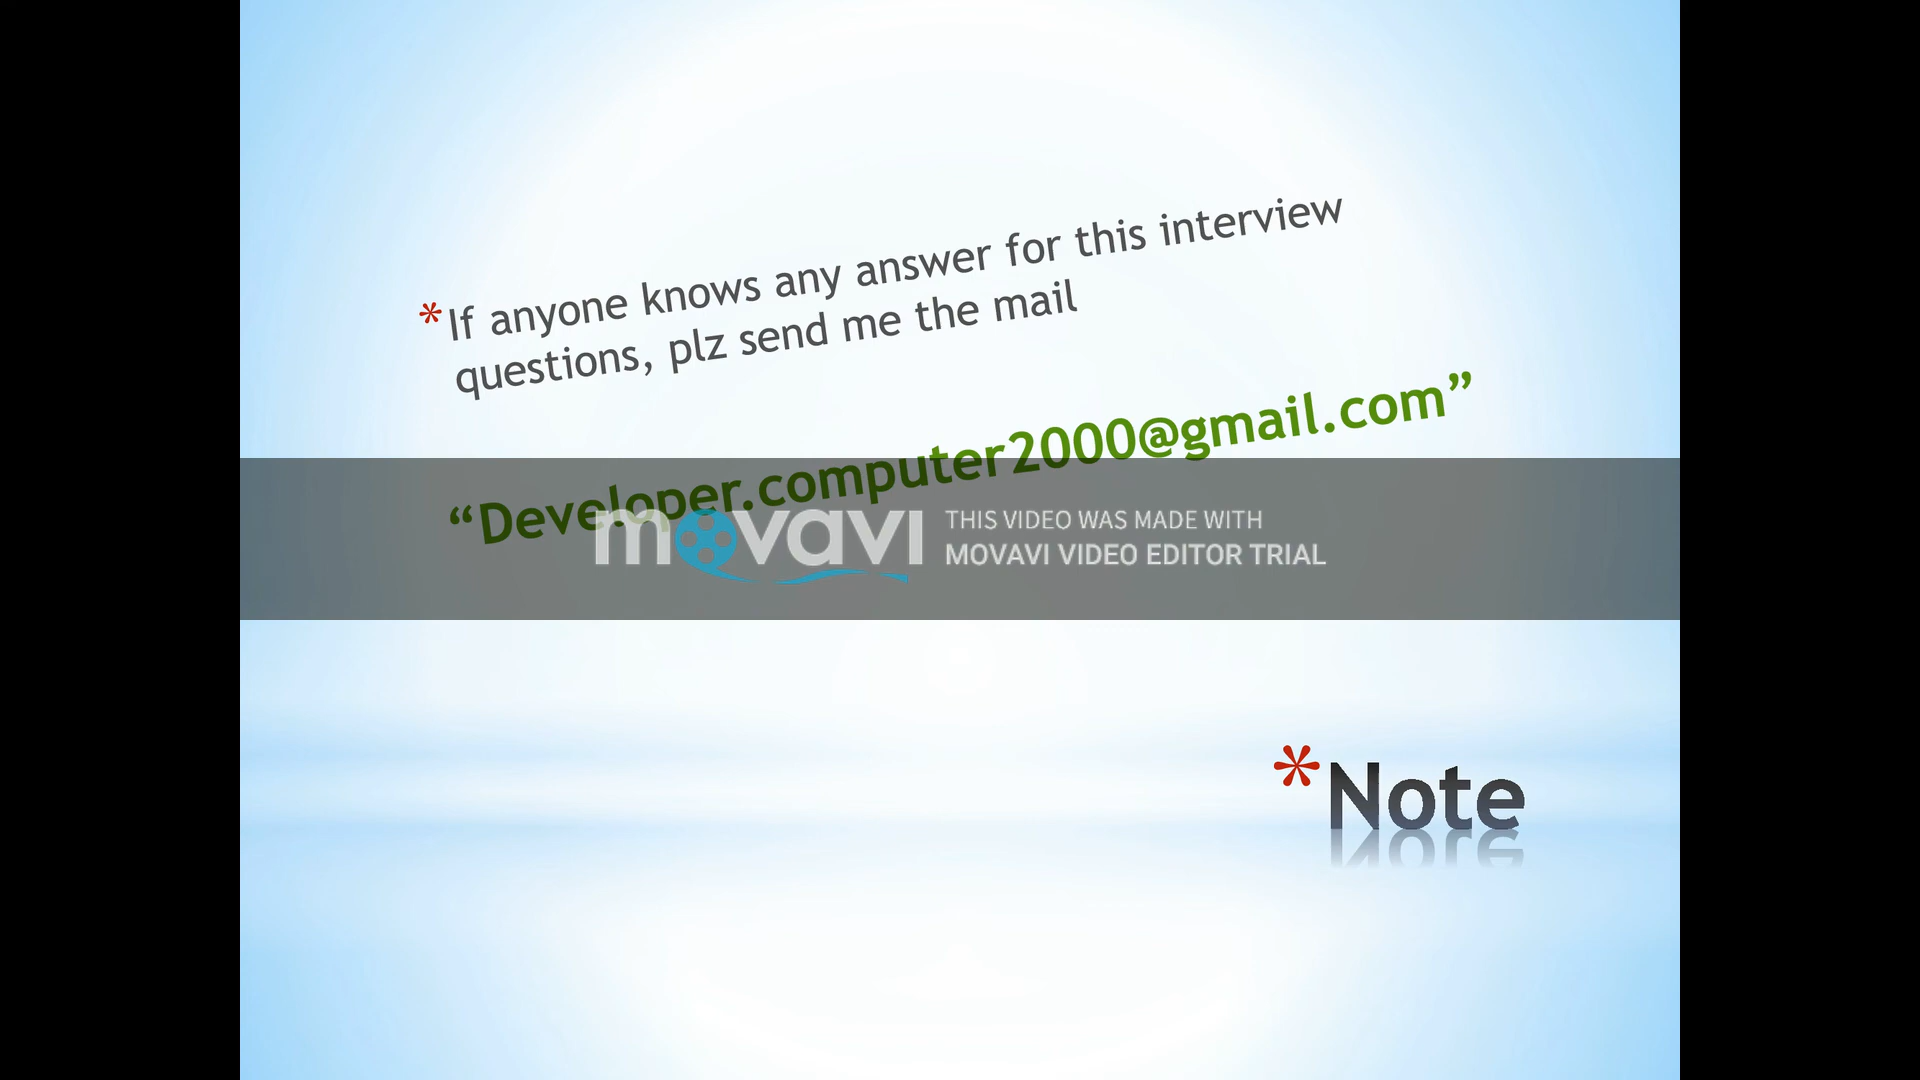 *If anyone knows any answer for this interview
questions, plz send me the mail
“Developer.computer2000@gmail.com”
movavi
THIS VIDEO WAS MADE WITH
MOVAVI VIDEO EDITOR TRIAL
*Note